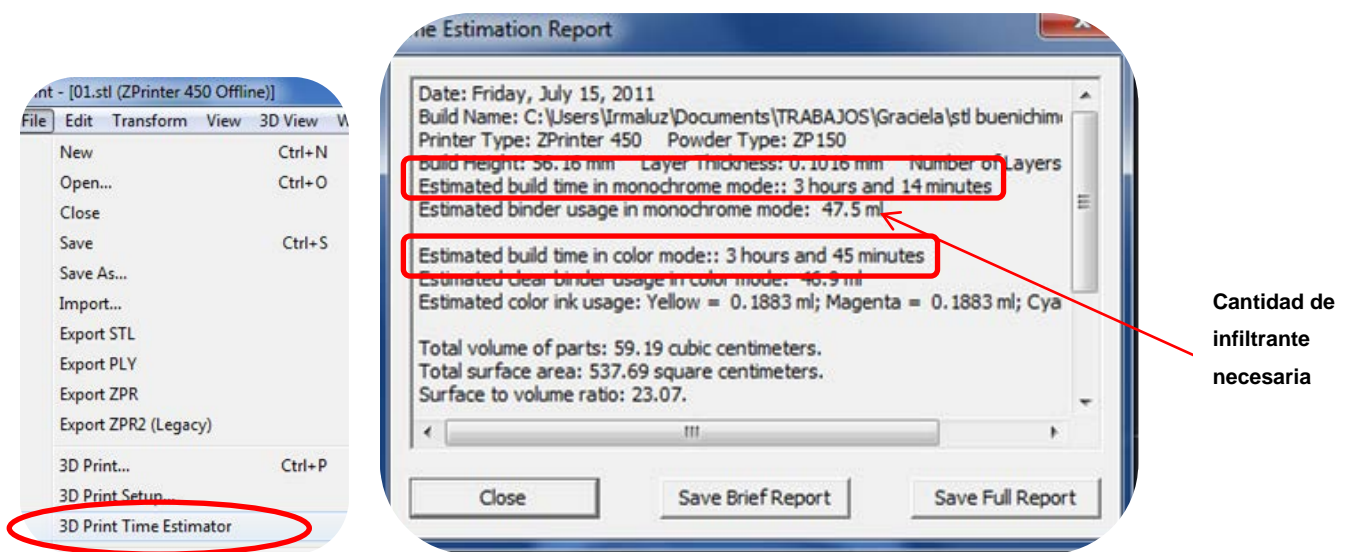 - [01.stl (ZPrinter 450 Offline)]
File Edit Transform View 3D View
New Ctrl+N
Open... Ctrl+O
Close
Save Ctrl+S
Save As...
Import...
Export STL
Export PLY
Export ZPR
Export ZPR2 (Legacy)
3D Print... Ctrl+P
3D Print Setup...
3D Print Time Estimator
Estimation Report
Date: Friday, July 15, 2011
Build Name: C:\Users\Irmaluz\Documents\TRABAJOS\Graciela\stl buenichim
Printer Type: ZPrinter 450 Powder Type: ZP150
Build Height: 56.16 mm Layer Thickness: 0.1016 mm Number of Layers
Estimated build time in monochrome mode:: 3 hours and 14 minutes
Estimated binder usage in monochrome mode: 47.5 ml
Estimated build time in color mode:: 3 hours and 45 minutes
Estimated clear binder usage in color mode: 46.9 ml
Estimated color ink usage: Yellow = 0.1883 ml; Magenta = 0.1883 ml; Cya
Total volume of parts: 59.19 cubic centimeters.
Total surface area: 537.69 square centimeters.
Surface to volume ratio: 23.07.
Close Save Brief Report Save Full Report
Cantidad de
infiltrante
necesaria